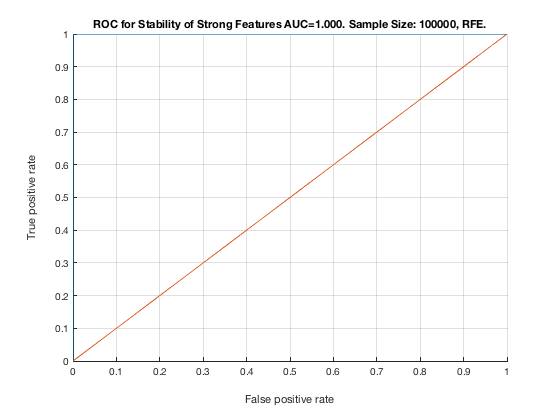 ROC for Stability of Strong Features AUC=1.000. Sample Size: 100000, RFE.
1
0.9
0.8
0.7
0.6
0.5
0.4
0.3
0.2
0.1
0
True positive rate
0 0.1 0.2 0.3 0.4 0.5 0.6 0.7 0.8 0.9 1
False positive rate